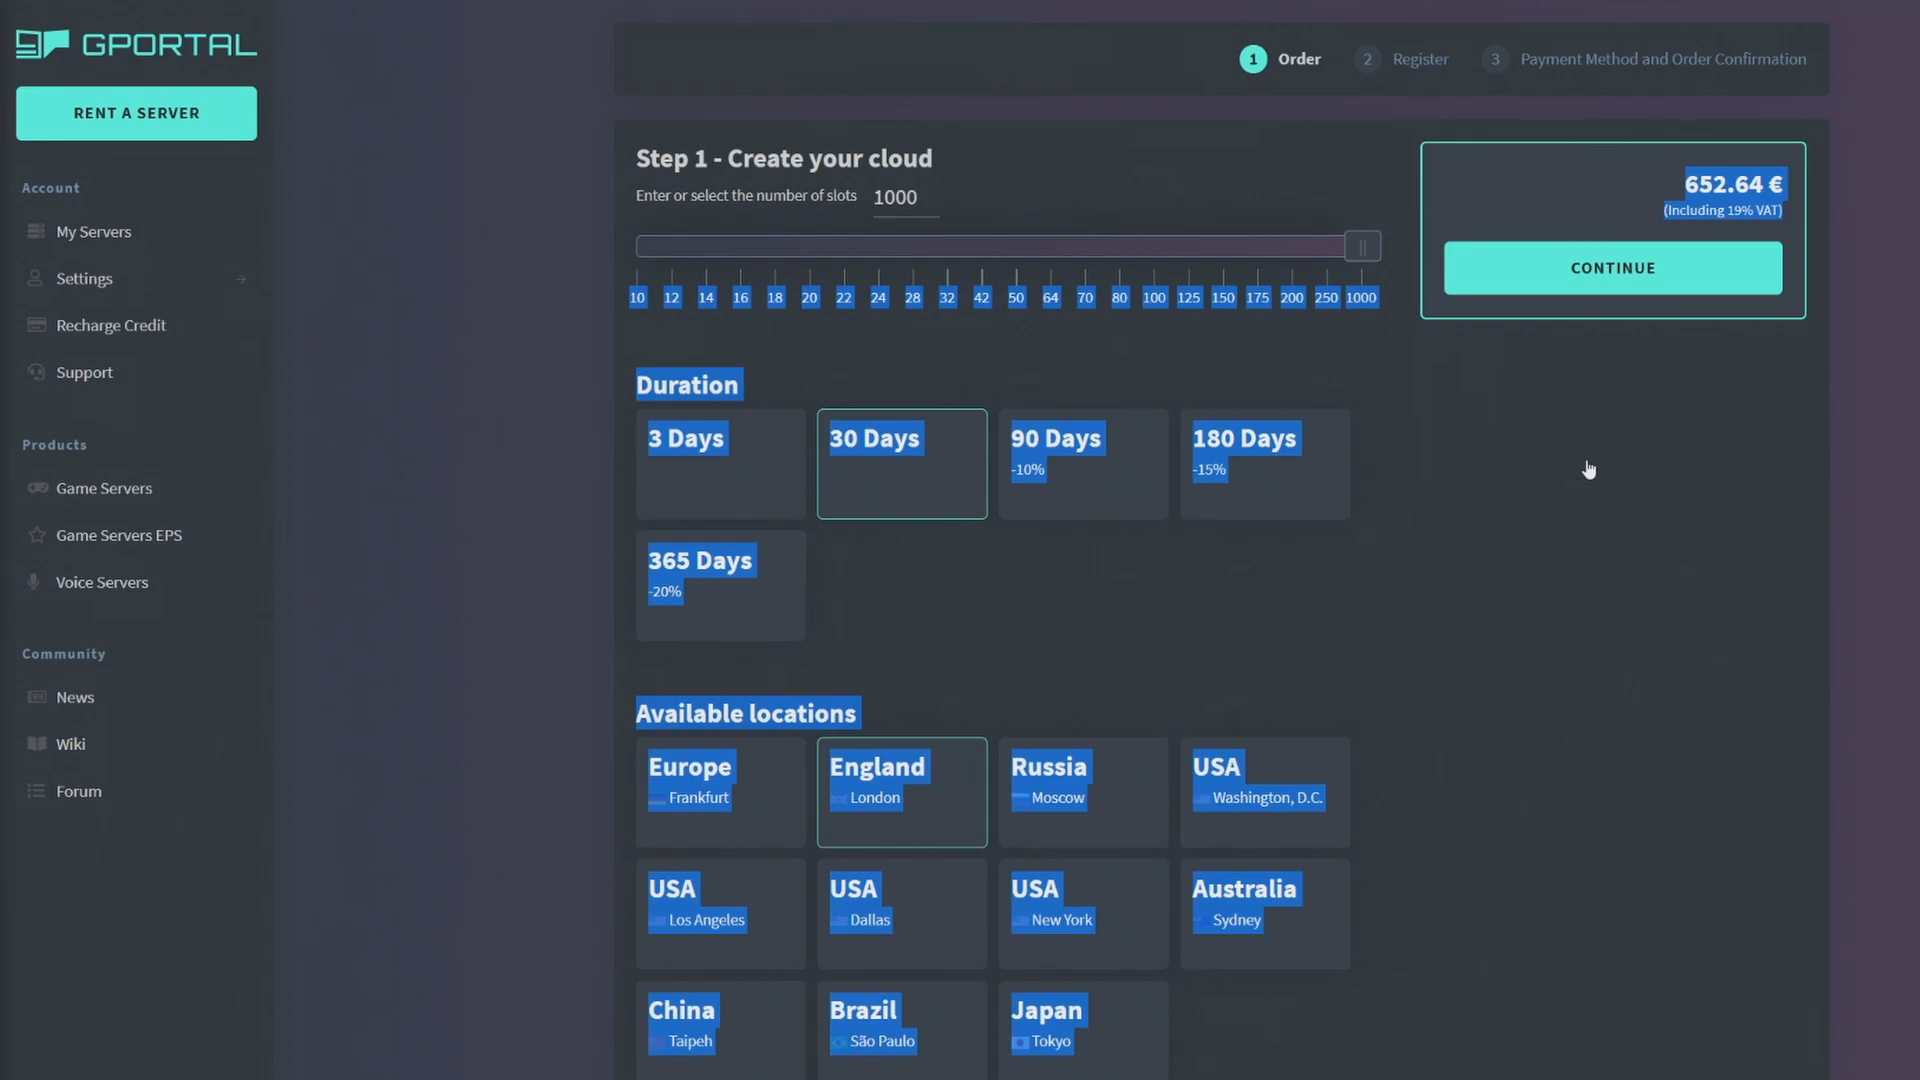 GPORTAL
RENT A SERVER
Account
My Servers
Settings
Recharge Credit
Support
Products
Game Servers
Game Servers EPS
Voice Servers
Community
News
Wiki
Forum
1 Order 2 Register 3 Payment Method and Order Confirmation
Step 1 - Create your cloud
Enter or select the number of slots 1000
10 12 14 16 18 20 22 24 28 32 42 50 64 70 80 100 125 150 175 200 250 1000
652.64 €
(Including 19% VAT)
CONTINUE
Duration
3 Days 30 Days 90 Days 180 Days
-10% -15%
365 Days
-20%
Available locations
Europe England Russia USA
Frankfurt London Moscow Washington, D.C.
USA USA USA Australia
Los Angeles Dallas New York Sydney
China Brazil Japan
Taipeh São Paulo Tokyo